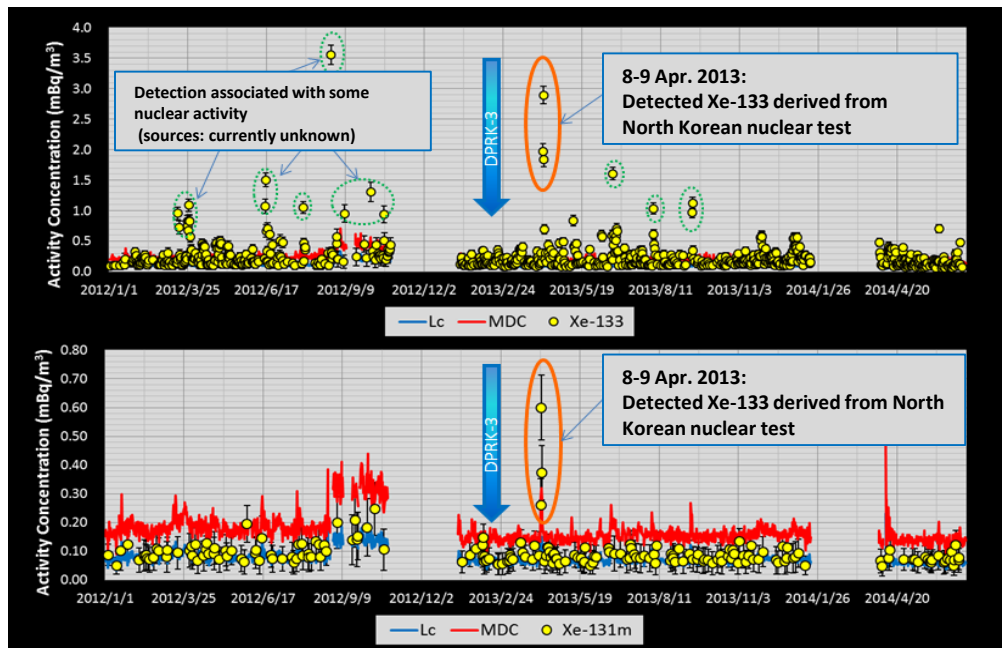 4.0
3.5
3.0
2.5
2.0
1.5
1.0
0.5
0.0
Activity Concentration (mBq/m³)
Detection associated with some
nuclear activity
(sources: currently unknown)
DPRK-3
8-9 Apr. 2013:
Detected Xe-133 derived from
North Korean nuclear test
2012/1/1 2012/3/25 2012/6/17 2012/9/9 2012/12/2 2013/2/24 2013/5/19 2013/8/11 2013/11/3 2014/1/26 2014/4/20
Lc MDC Xe-133
0.80
0.70
0.60
0.50
0.40
0.30
0.20
0.10
0.00
Activity Concentration (mBq/m³)
DPRK-3
8-9 Apr. 2013:
Detected Xe-133 derived from North
Korean nuclear test
2012/1/1 2012/3/25 2012/6/17 2012/9/9 2012/12/2 2013/2/24 2013/5/19 2013/8/11 2013/11/3 2014/1/26 2014/4/20
Lc MDC Xe-131m